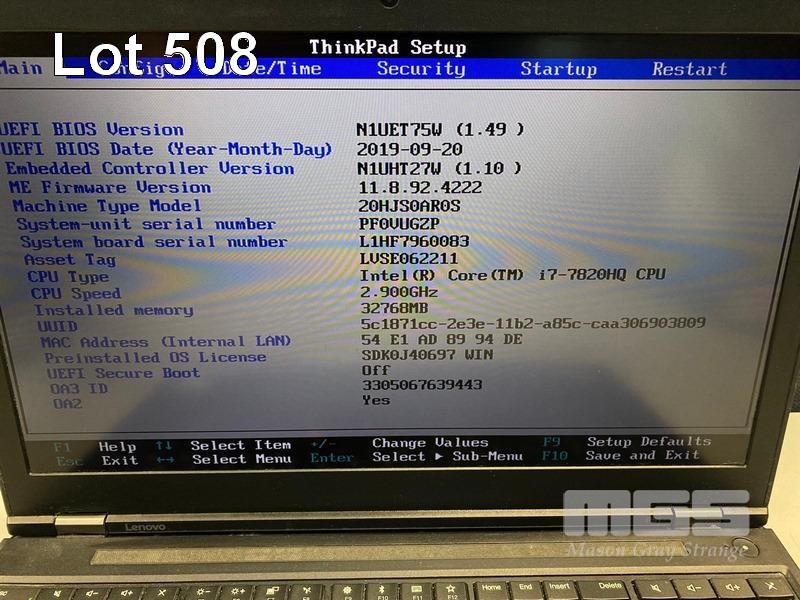 Lot 508
ThinkPad Setup
Main Config Date/Time Security Startup Restart
UEFI BIOS Version N1UET75W (1.49 )
UEFI BIOS Date (Year-Month-Day) 2019-09-20
Embedded Controller Version N1UHT27W (1.10 )
ME Firmware Version 11.8.92.4222
Machine Type Model 20HJS0AR0S
System-unit serial number PF0VUGZP
System board serial number L1HF7960083
Asset Tag LVSE062211
CPU Type Intel(R) Core(TM) i7-7820HQ CPU
CPU Speed 2.900GHz
Installed memory 32768MB
UUID 5c1871cc-2e3e-11b2-a85c-caa306903809
MAC Address (Internal LAN) 54 E1 AD 89 94 DE
Preinstalled OS License SDK0J40697 WIN
UEFI Secure Boot Off
OA3 ID 3305067639443
OA2 Yes
F1 Help ↑↓ Select Item +/- Change Values F9 Setup Defaults
Esc Exit ←→ Select Menu Enter Select ▶ Sub-Menu F10 Save and Exit
MGS
Mason Gray Strange
Lenovo
Home End Insert Delete